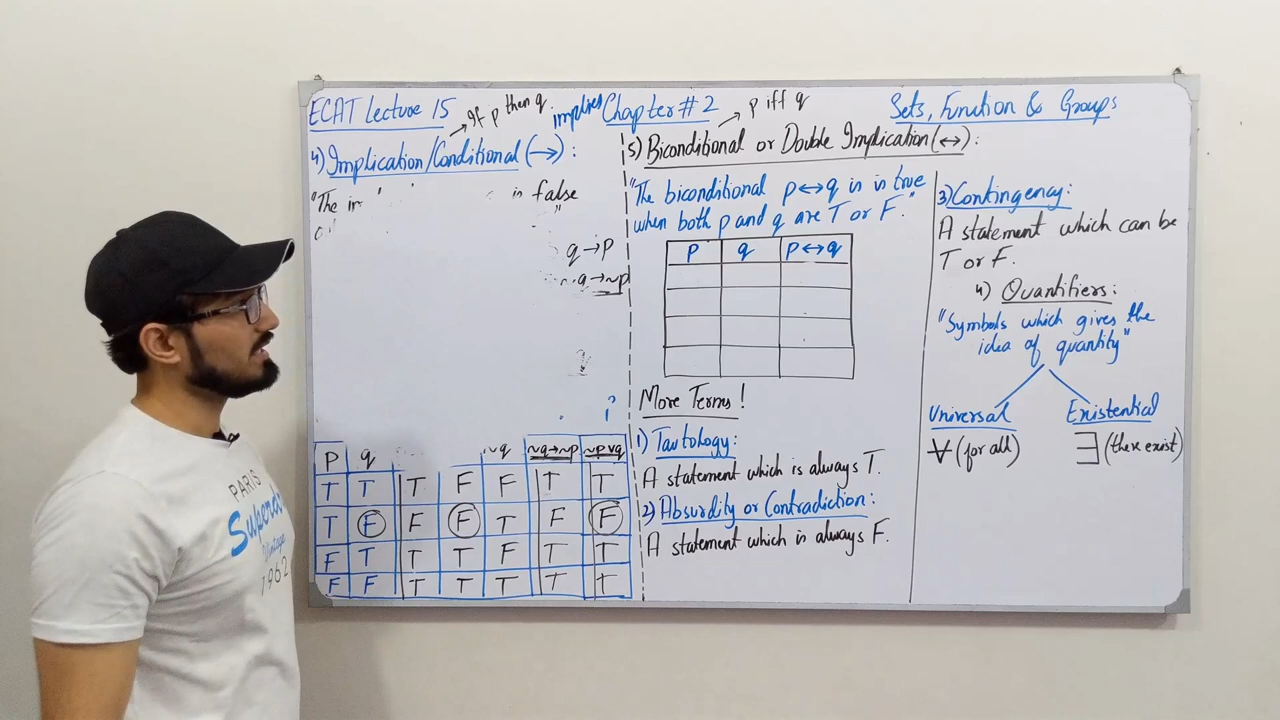 ECAT Lecture 15
→ If p then q
implies
Chapter # 2
→ p iff q
Sets, Function & Groups
4) Implication/Conditional (→) :
"The
is false
"
q → p
q → ~p
p q ~q ~q→~p ~p∨q
T T T F F T T
T F F F T F F
F T T T F T T
F F T T T T T
5) Biconditional or Double Implication (↔) :
"The biconditional p↔q is in true
when both p and q are T or F."
p q p↔q
More Terms !
1) Tautology:
A statement which is always T.
2) Absurdity or Contradiction:
A statement which is always F.
3) Contingency:
A statement which can be
T or F.
4) Quantifiers:
"Symbols which gives the
idea of quantity"
Universal Existential
∀ (for all) ∃ (there exist)
PARIS
Superd
Vintage
1962